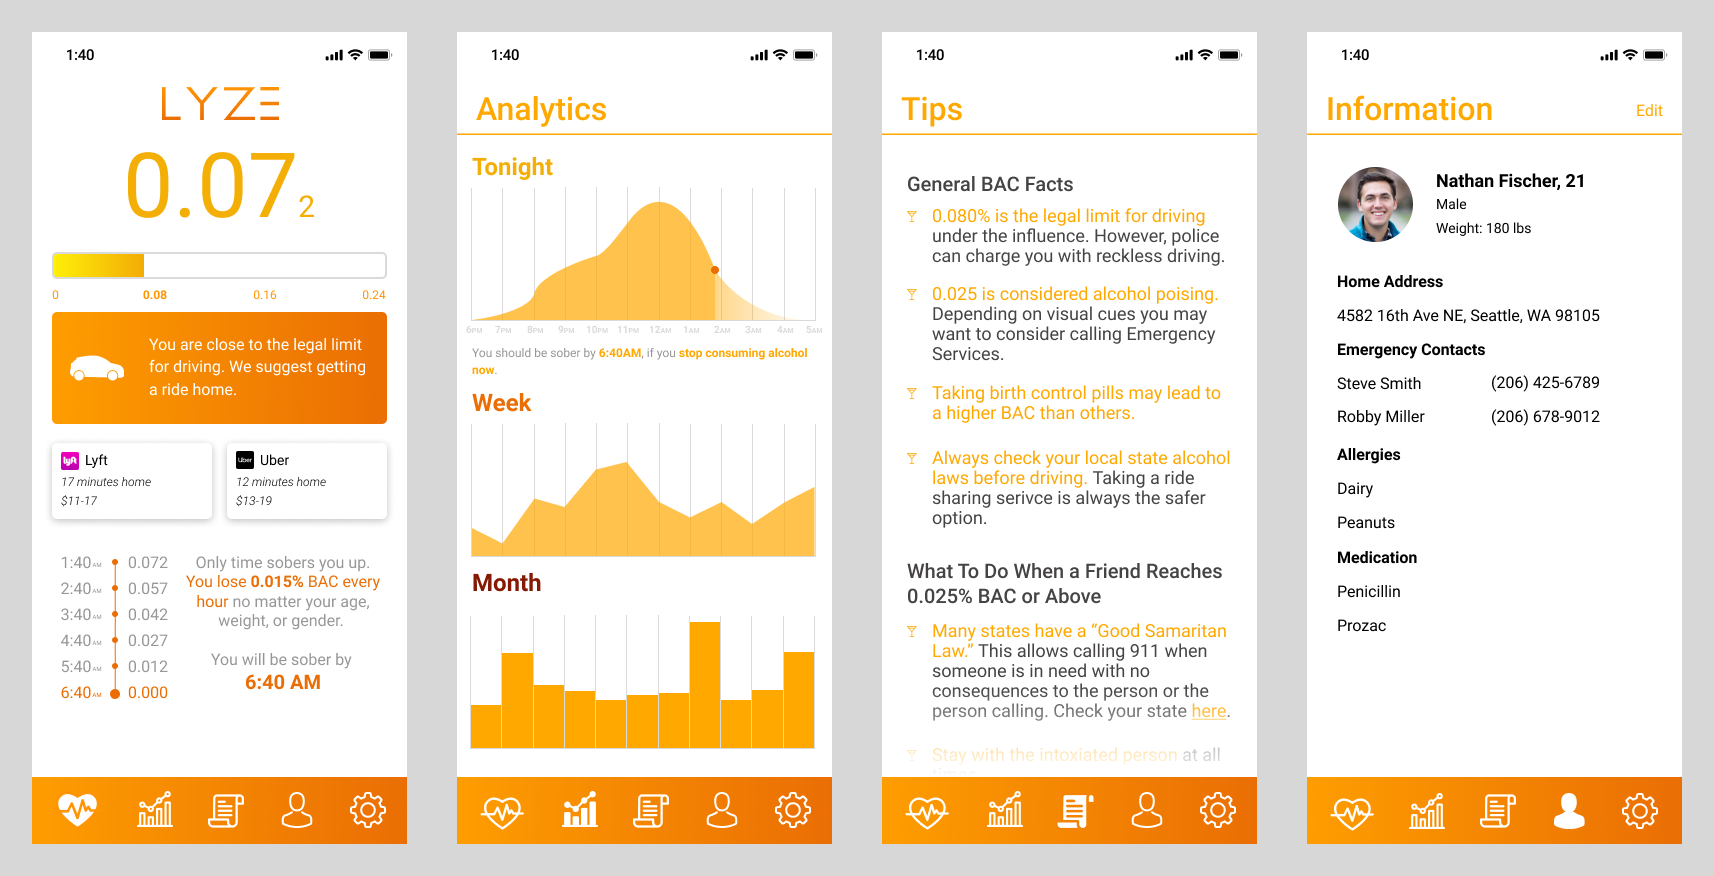 1:40
LYZE
0.072
0 0.08 0.16 0.24
You are close to the legal limit
for driving. We suggest getting
a ride home.
lyft Lyft
17 minutes home
$11-17
Uber Uber
12 minutes home
$13-19
1:40AM 0.072
2:40AM 0.057
3:40AM 0.042
4:40AM 0.027
5:40AM 0.012
6:40AM 0.000
Only time sobers you up.
You lose 0.015% BAC every
hour no matter your age,
weight, or gender.
You will be sober by
6:40 AM
1:40
Analytics
Tonight
6PM 7PM 8PM 9PM 10PM 11PM 12AM 1AM 2AM 3AM 4AM 5AM
You should be sober by 6:40AM, if you stop consuming alcohol
now.
Week
Month
1:40
Tips
General BAC Facts
0.080% is the legal limit for driving
under the influence. However, police
can charge you with reckless driving.
0.025 is considered alcohol poising.
Depending on visual cues you may
want to consider calling Emergency
Services.
Taking birth control pills may lead to
a higher BAC than others.
Always check your local state alcohol
laws before driving. Taking a ride
sharing serivce is always the safer
option.
What To Do When a Friend Reaches
0.025% BAC or Above
Many states have a “Good Samaritan
Law.” This allows calling 911 when
someone is in need with no
consequences to the person or the
person calling. Check your state here.
Stay with the intoxiated person at all
times
1:40
Information
Edit
Nathan Fischer, 21
Male
Weight: 180 lbs
Home Address
4582 16th Ave NE, Seattle, WA 98105
Emergency Contacts
Steve Smith (206) 425-6789
Robby Miller (206) 678-9012
Allergies
Dairy
Peanuts
Medication
Penicillin
Prozac